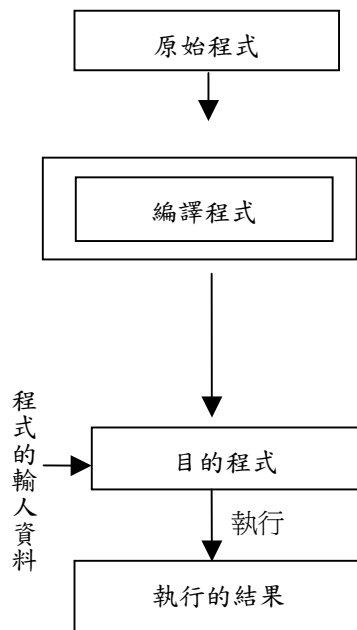 原始程式
編譯程式
程式的輸人資料
目的程式
執行
執行的結果